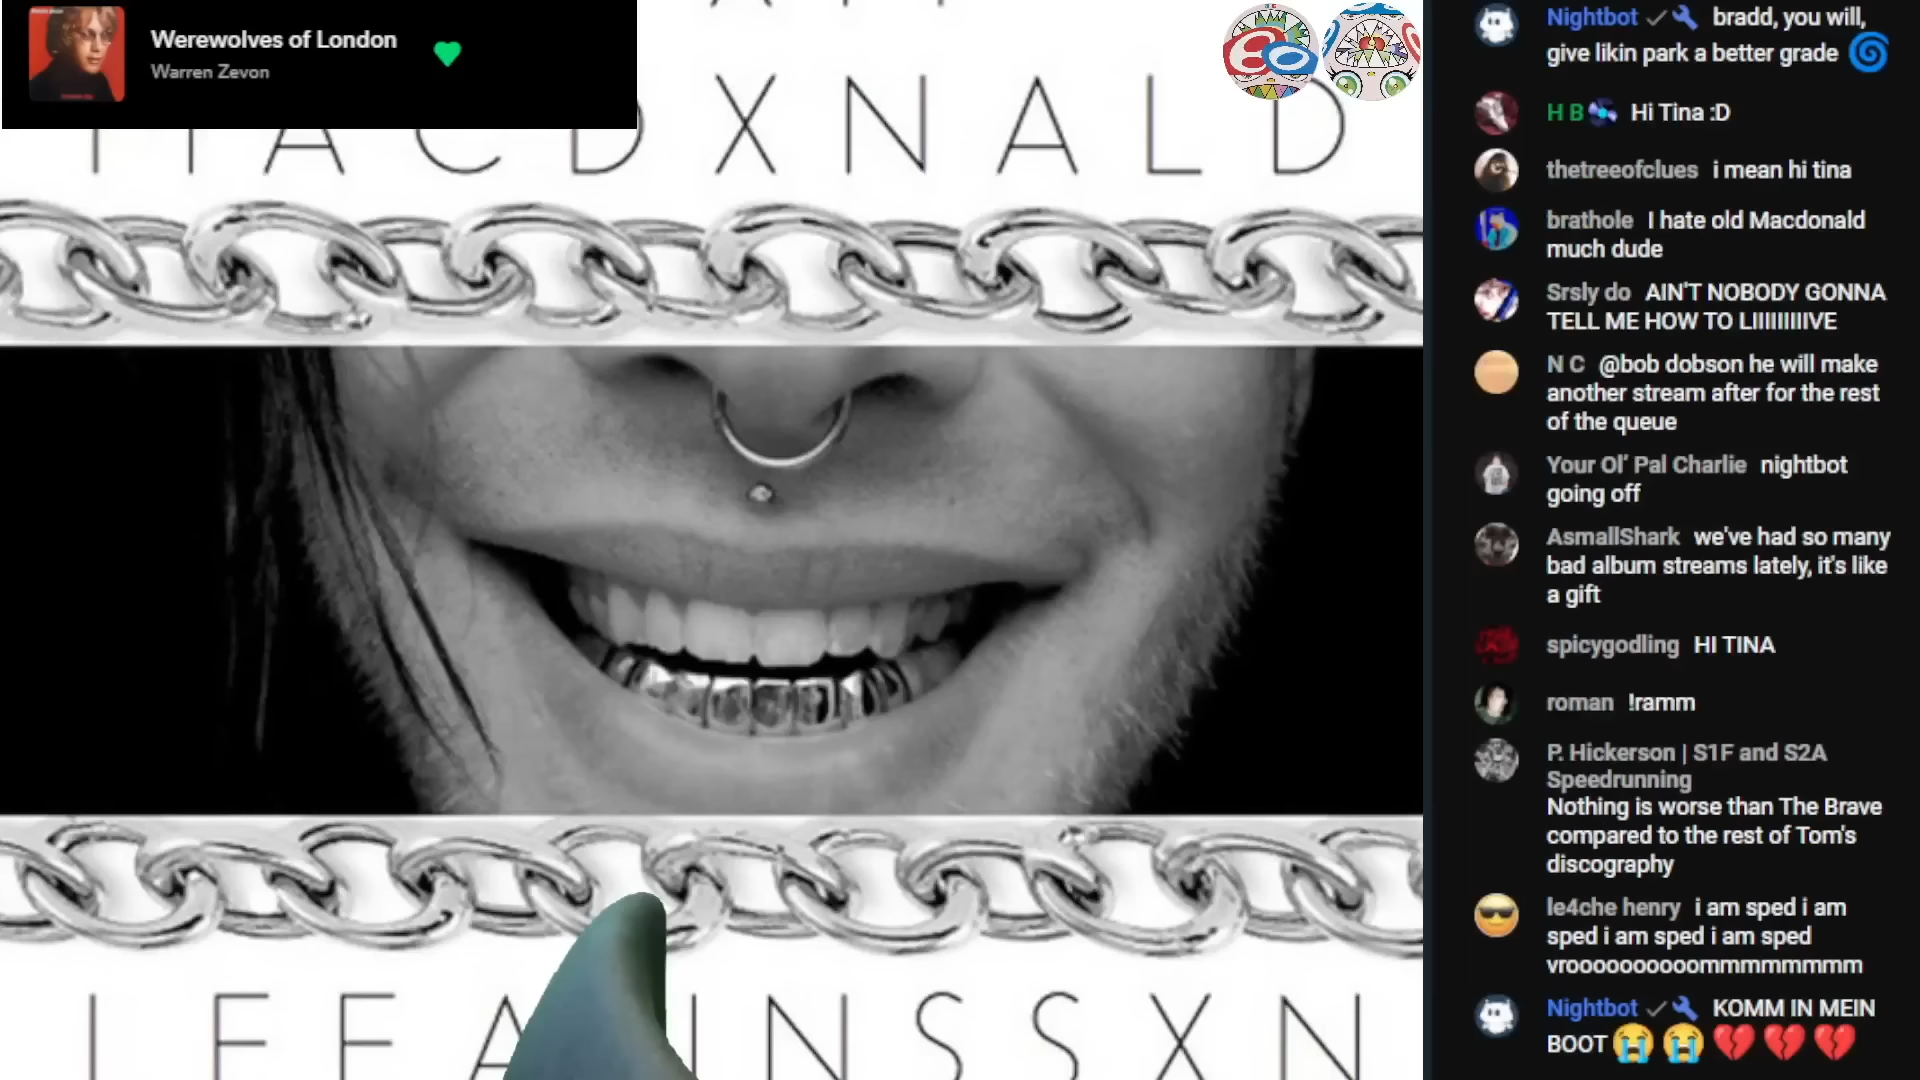 Werewolves of London
Warren Zevon
MACDXNALD
Nightbot bradd, you will,
give likin park a better grade
H B Hi Tina :D
thetreeofclues i mean hi tina
brathole I hate old Macdonald
much dude
Srsly do AIN'T NOBODY GONNA
TELL ME HOW TO LIIIIIIIIIVE
N C @bob dobson he will make
another stream after for the rest
of the queue
Your Ol' Pal Charlie nightbot
going off
AsmallShark we've had so many
bad album streams lately, it's like
a gift
spicygodling HI TINA
roman !ramm
P. Hickerson | S1F and S2A
Speedrunning
Nothing is worse than The Brave
compared to the rest of Tom's
discography
le4che henry i am sped i am
sped i am sped i am sped
vroooooooooommmmmmmm
Nightbot KOMM IN MEIN
BOOT 😭 😭 💔 💔 💔